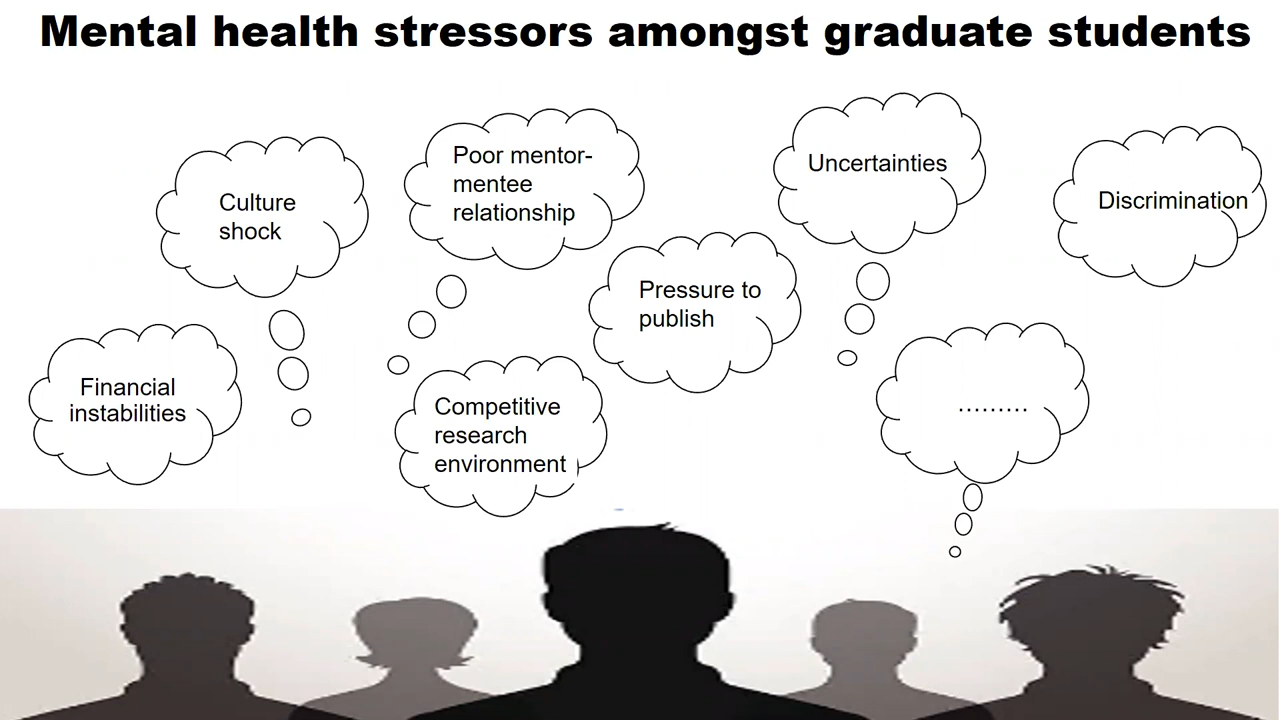 Mental health stressors amongst graduate students
Culture
shock
Poor mentor-
mentee
relationship
Uncertainties
Discrimination
Pressure to
publish
Financial
instabilities
Competitive
research
environment
.........